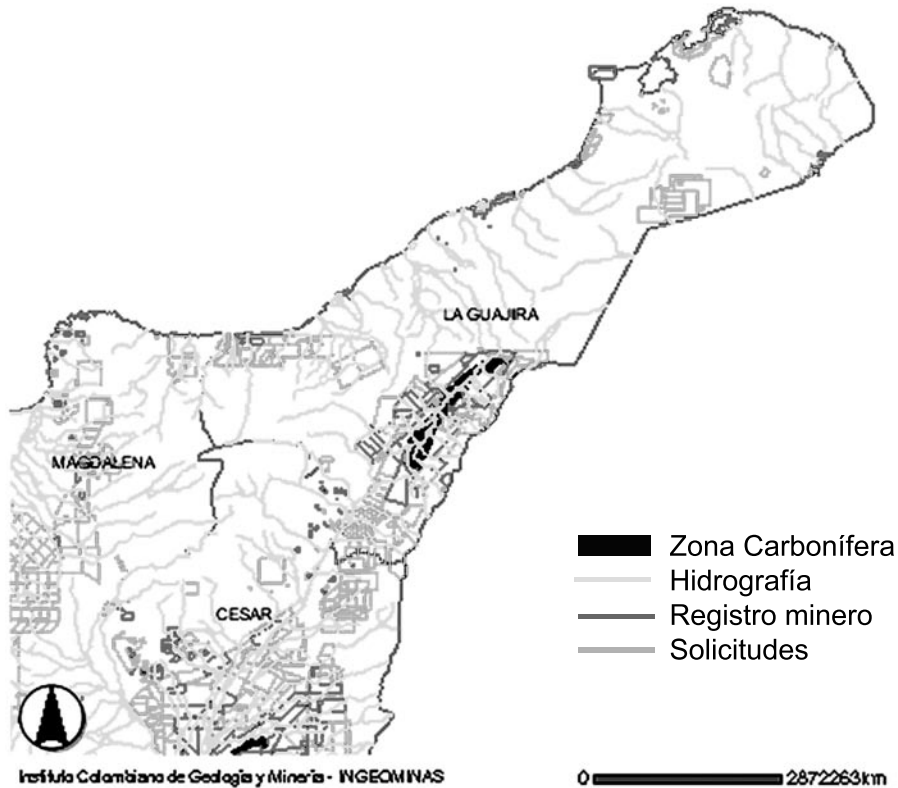 LA GUAJIRA
MAGDALENA
Zona Carbonífera
Hidrografía
Registro minero
CESAR
Solicitudes
Instituto Colombiano de Geología y Minería - INGEOMINAS
0 2872263km